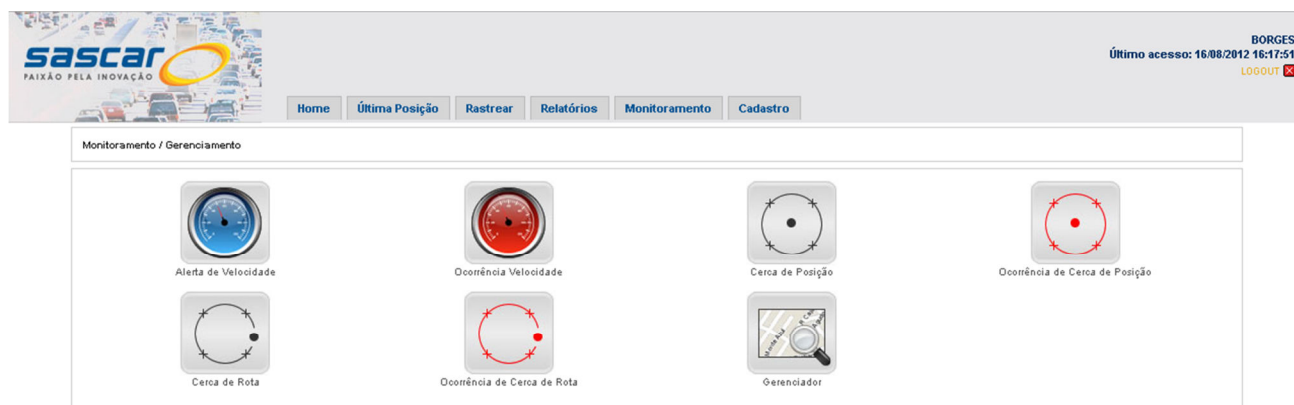 sascar
PAIXÃO PELA INOVAÇÃO
BORGES
Último acesso: 16/08/2012 16:17:51
LOGOUT
Home Última Posição Rastrear Relatórios Monitoramento Cadastro
Monitoramento / Gerenciamento
Alerta de Velocidade Ocorrência Velocidade Cerca de Posição Ocorrência de Cerca de Posição
Cerca de Rota Ocorrência de Cerca de Rota Gerenciador